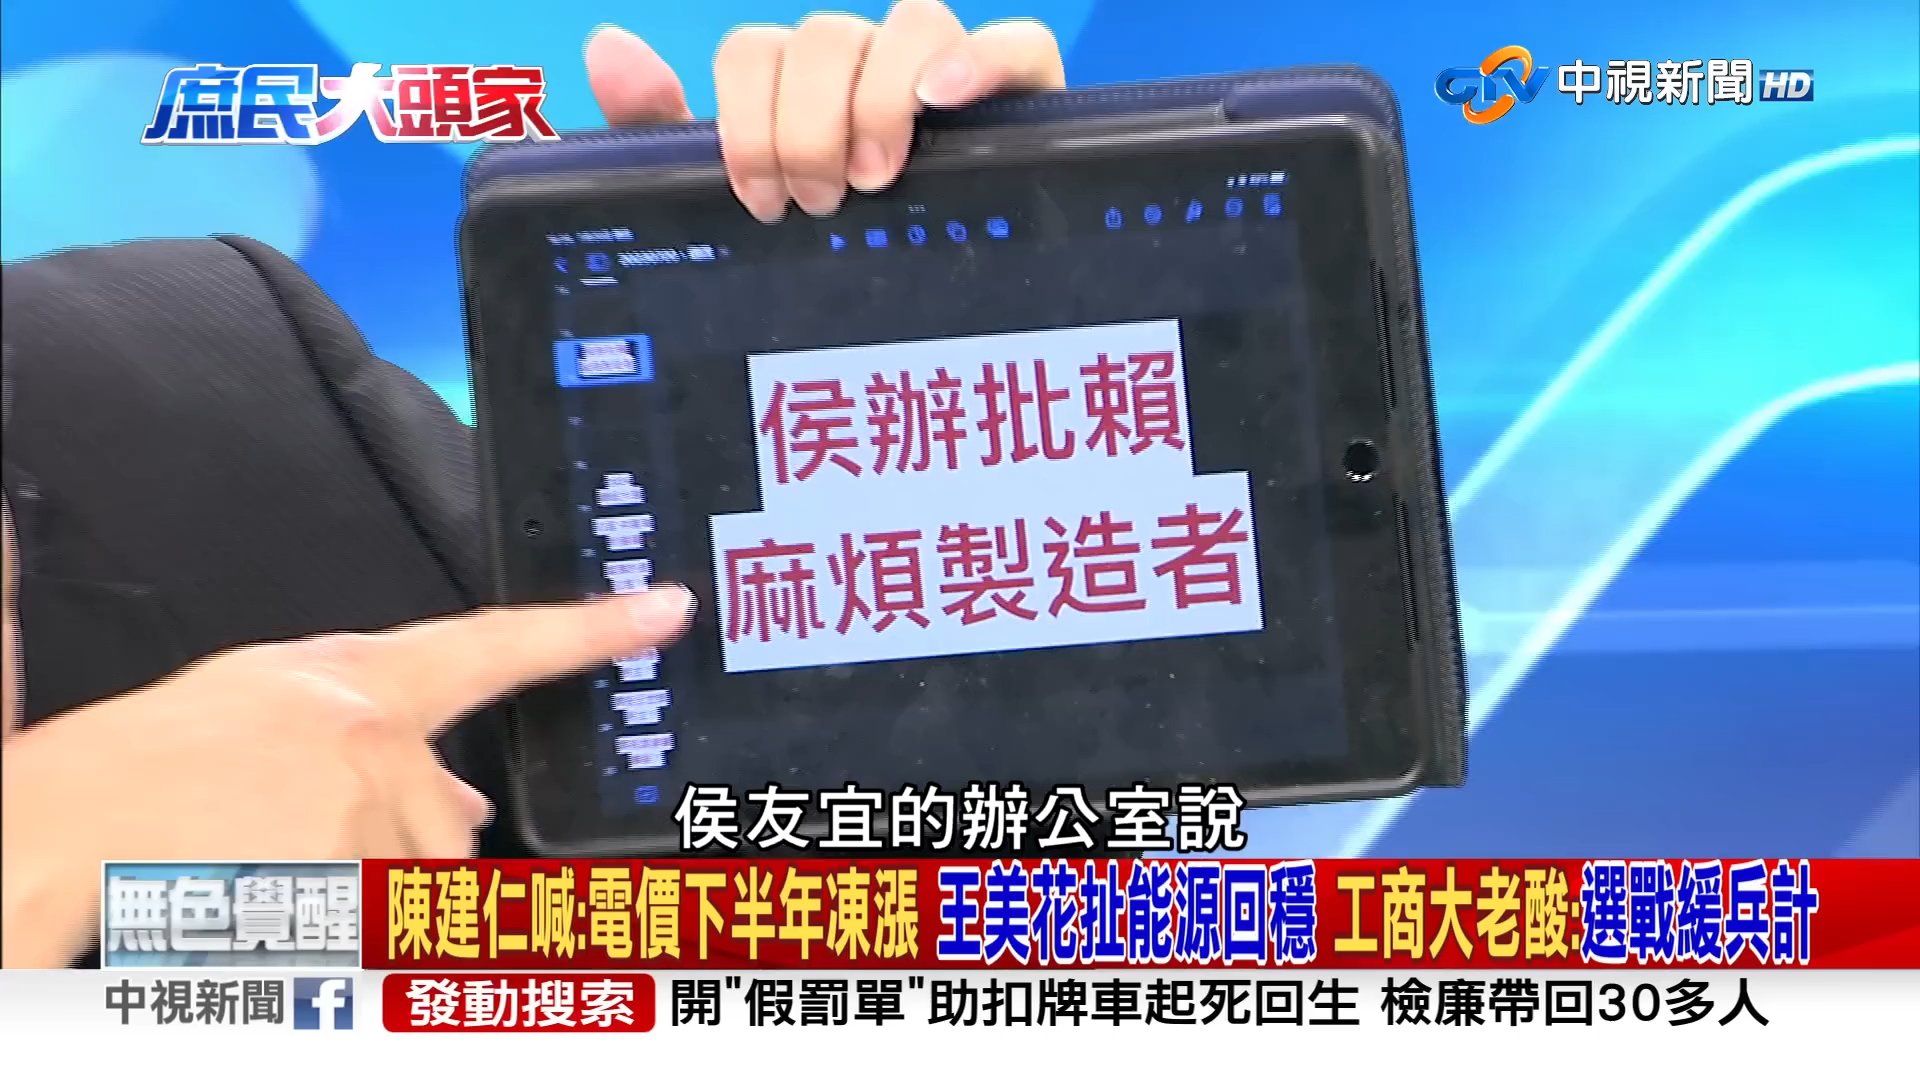 庶民大頭家
CTV 中視新聞 HD
侯辦批賴
麻煩製造者
侯友宜的辦公室說
無色覺醒
陳建仁喊:電價下半年凍漲 王美花扯能源回穩 工商大老酸:選戰緩兵計
中視新聞 f
發動搜索 開"假罰單"助扣牌車起死回生 檢廉帶回30多人